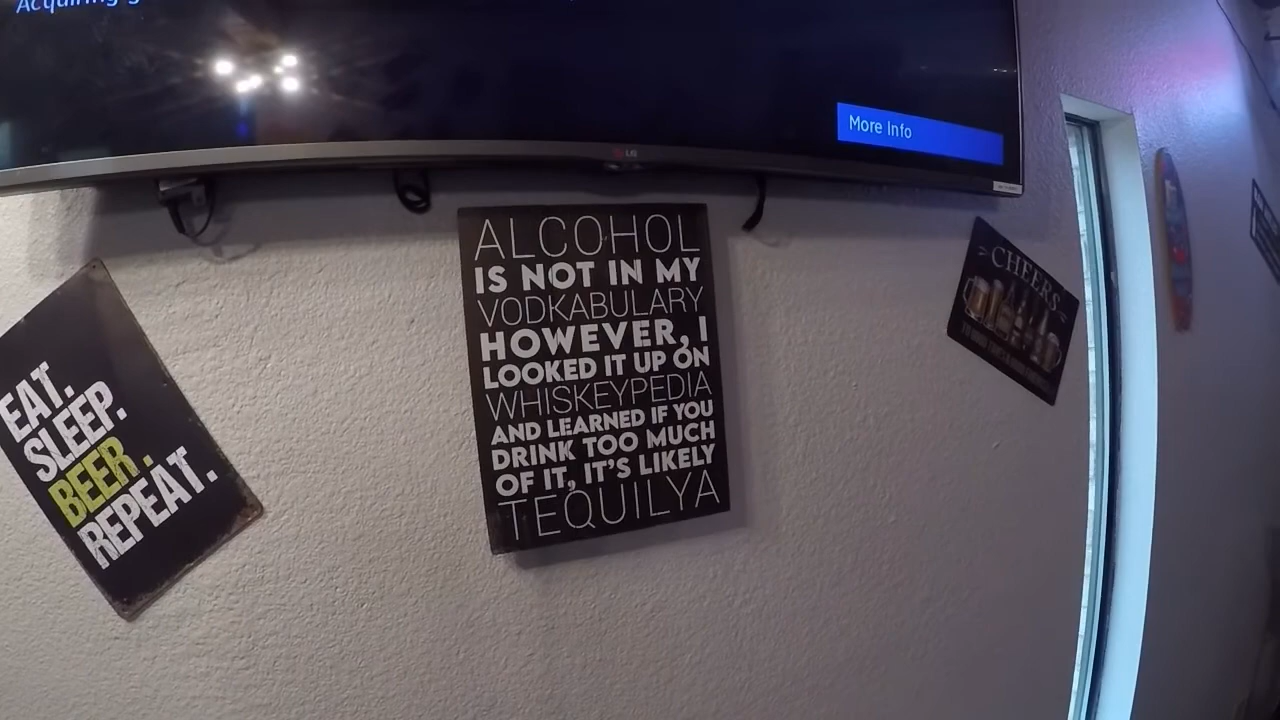 Acquiring
More Info
LG
ALCOHOL
IS NOT IN MY
VODKABULARY
HOWEVER, I
LOOKED IT UP ON
WHISKEYPEDIA
AND LEARNED IF YOU
DRINK TOO MUCH
OF IT, IT'S LIKELY
TEQUILYA
EAT.
SLEEP.
BEER.
REPEAT.
CHEERS